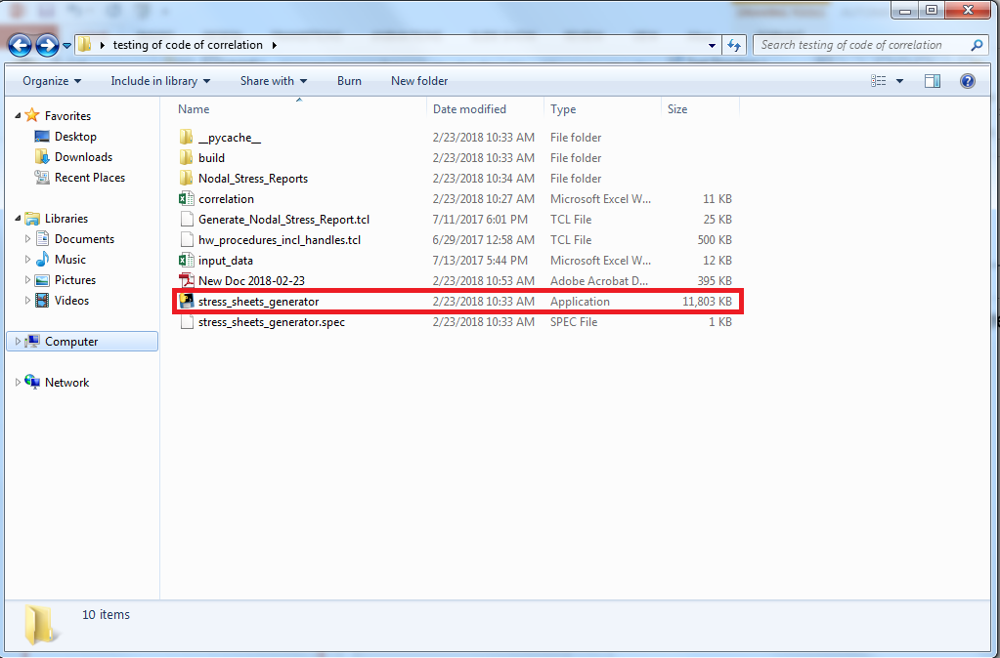 testing of code of correlation
Search testing of code of correlation
Organize Include in library Share with Burn New folder
Favorites
Desktop
Downloads
Recent Places
Libraries
Documents
Music
Pictures
Videos
Computer
Network
Name Date modified Type Size
__pycache__ 2/23/2018 10:33 AM File folder
build 2/23/2018 10:33 AM File folder
Nodal_Stress_Reports 2/23/2018 10:34 AM File folder
correlation 2/23/2018 10:27 AM Microsoft Excel W... 11 KB
Generate_Nodal_Stress_Report.tcl 7/11/2017 6:01 PM TCL File 25 KB
hw_procedures_incl_handles.tcl 6/29/2017 12:58 AM TCL File 500 KB
input_data 7/13/2017 5:44 PM Microsoft Excel W... 12 KB
New Doc 2018-02-23 2/23/2018 10:53 AM Adobe Acrobat D... 395 KB
stress_sheets_generator 2/23/2018 10:33 AM Application 11,803 KB
stress_sheets_generator.spec 2/23/2018 10:33 AM SPEC File 1 KB
10 items